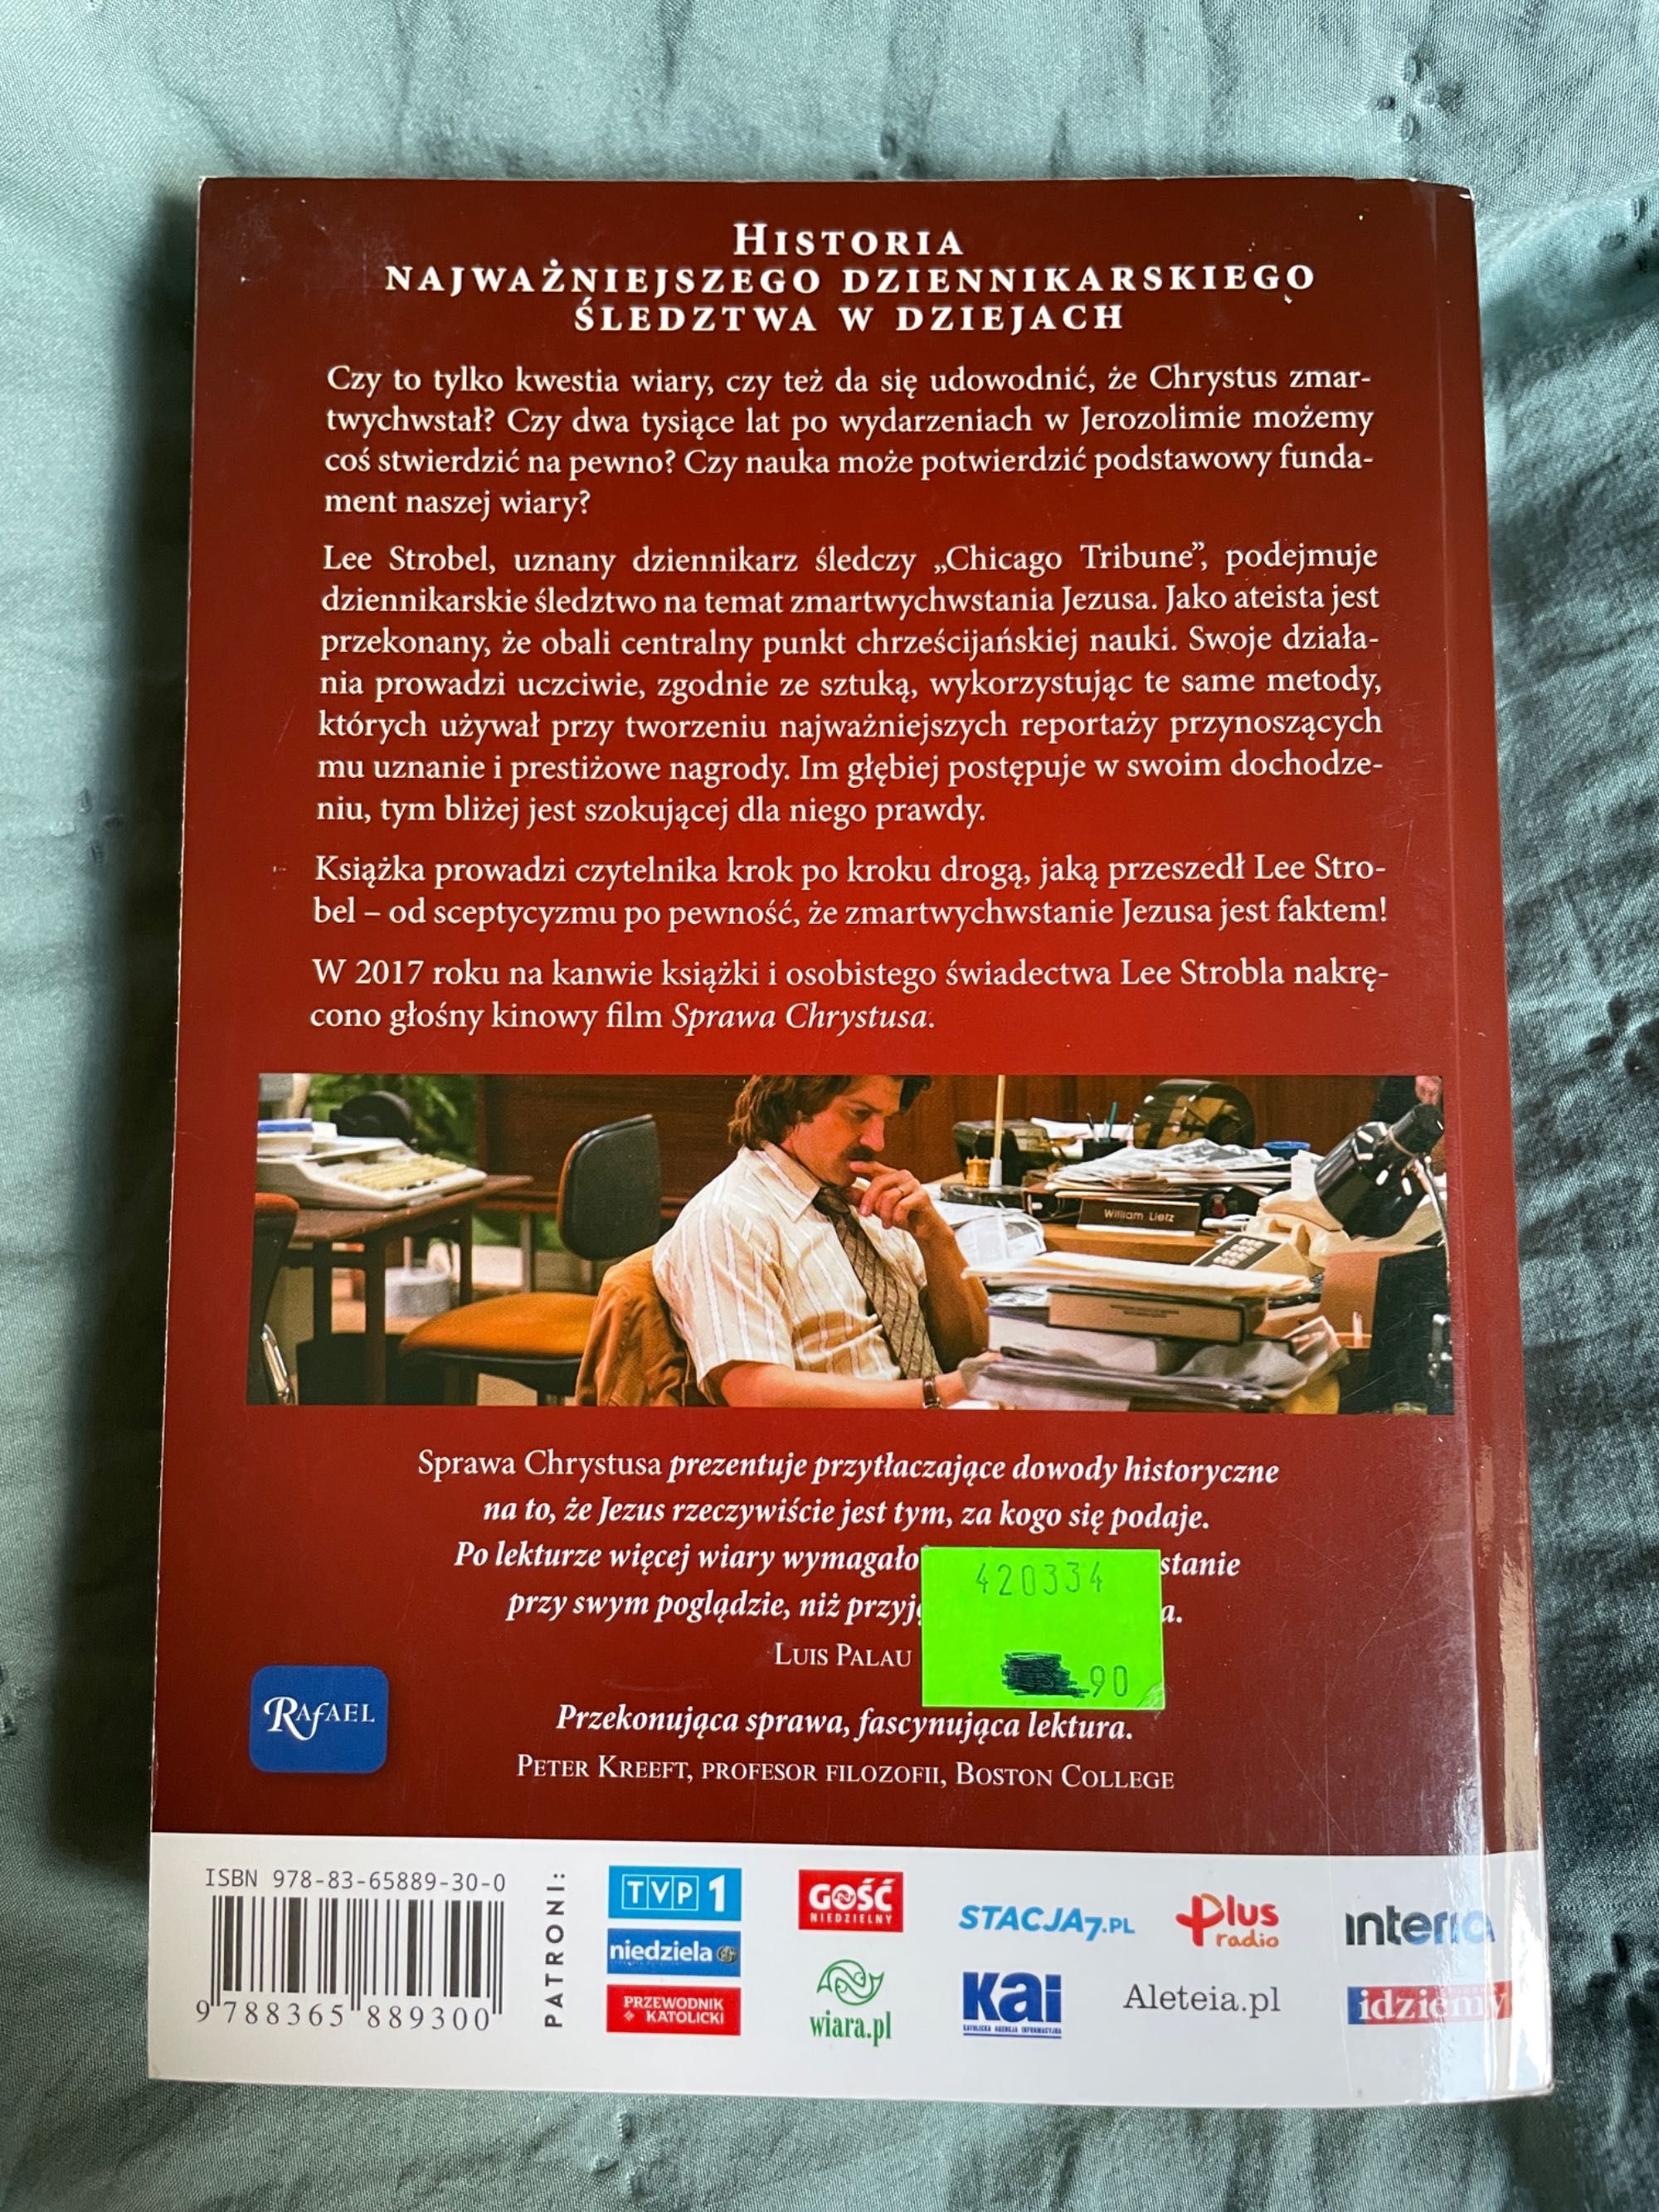 Historia
najważniejszego dziennikarskiego
śledztwa w dziejach
Czy to tylko kwestia wiary, czy też da się udowodnić, że Chrystus zmar-
twychwstał? Czy dwa tysiące lat po wydarzeniach w Jerozolimie możemy
coś stwierdzić na pewno? Czy nauka może potwierdzić podstawowy funda-
ment naszej wiary?
Lee Strobel, uznany dziennikarz śledczy „Chicago Tribune”, podejmuje
dziennikarskie śledztwo na temat zmartwychwstania Jezusa. Jako ateista jest
przekonany, że obali centralny punkt chrześcijańskiej nauki. Swoje działa-
nia prowadzi uczciwie, zgodnie ze sztuką, wykorzystując te same metody,
których używał przy tworzeniu najważniejszych reportaży przynoszących
mu uznanie i prestiżowe nagrody. Im głębiej postępuje w swoim dochodze-
niu, tym bliżej jest szokującej dla niego prawdy.
Książka prowadzi czytelnika krok po kroku drogą, jaką przeszedł Lee Stro-
bel – od sceptycyzmu po pewność, że zmartwychwstanie Jezusa jest faktem!
W 2017 roku na kanwie książki i osobistego świadectwa Lee Strobla nakrę-
cono głośny kinowy film Sprawa Chrystusa.
William Lietz
Sprawa Chrystusa prezentuje przytłaczające dowody historyczne
na to, że Jezus rzeczywiście jest tym, za kogo się podaje.
Po lekturze więcej wiary wymagało stanie
przy swym poglądzie, niż przyję a.
Luis Palau
420334
90
Przekonująca sprawa, fascynująca lektura.
Peter Kreeft, profesor filozofii, Boston College
Rafael
ISBN 978-83-65889-30-0
9 788365 889300
PATRONI:
TVP 1
niedziela
PRZEWODNIK
KATOLICKI
GOŚĆ
NIEDZIELNY
wiara.pl
STACJA7.PL
kai
KATOLICKA AGENCJA INFORMACYJNA
Plus
radio
Aleteia.pl
interia
idziemy